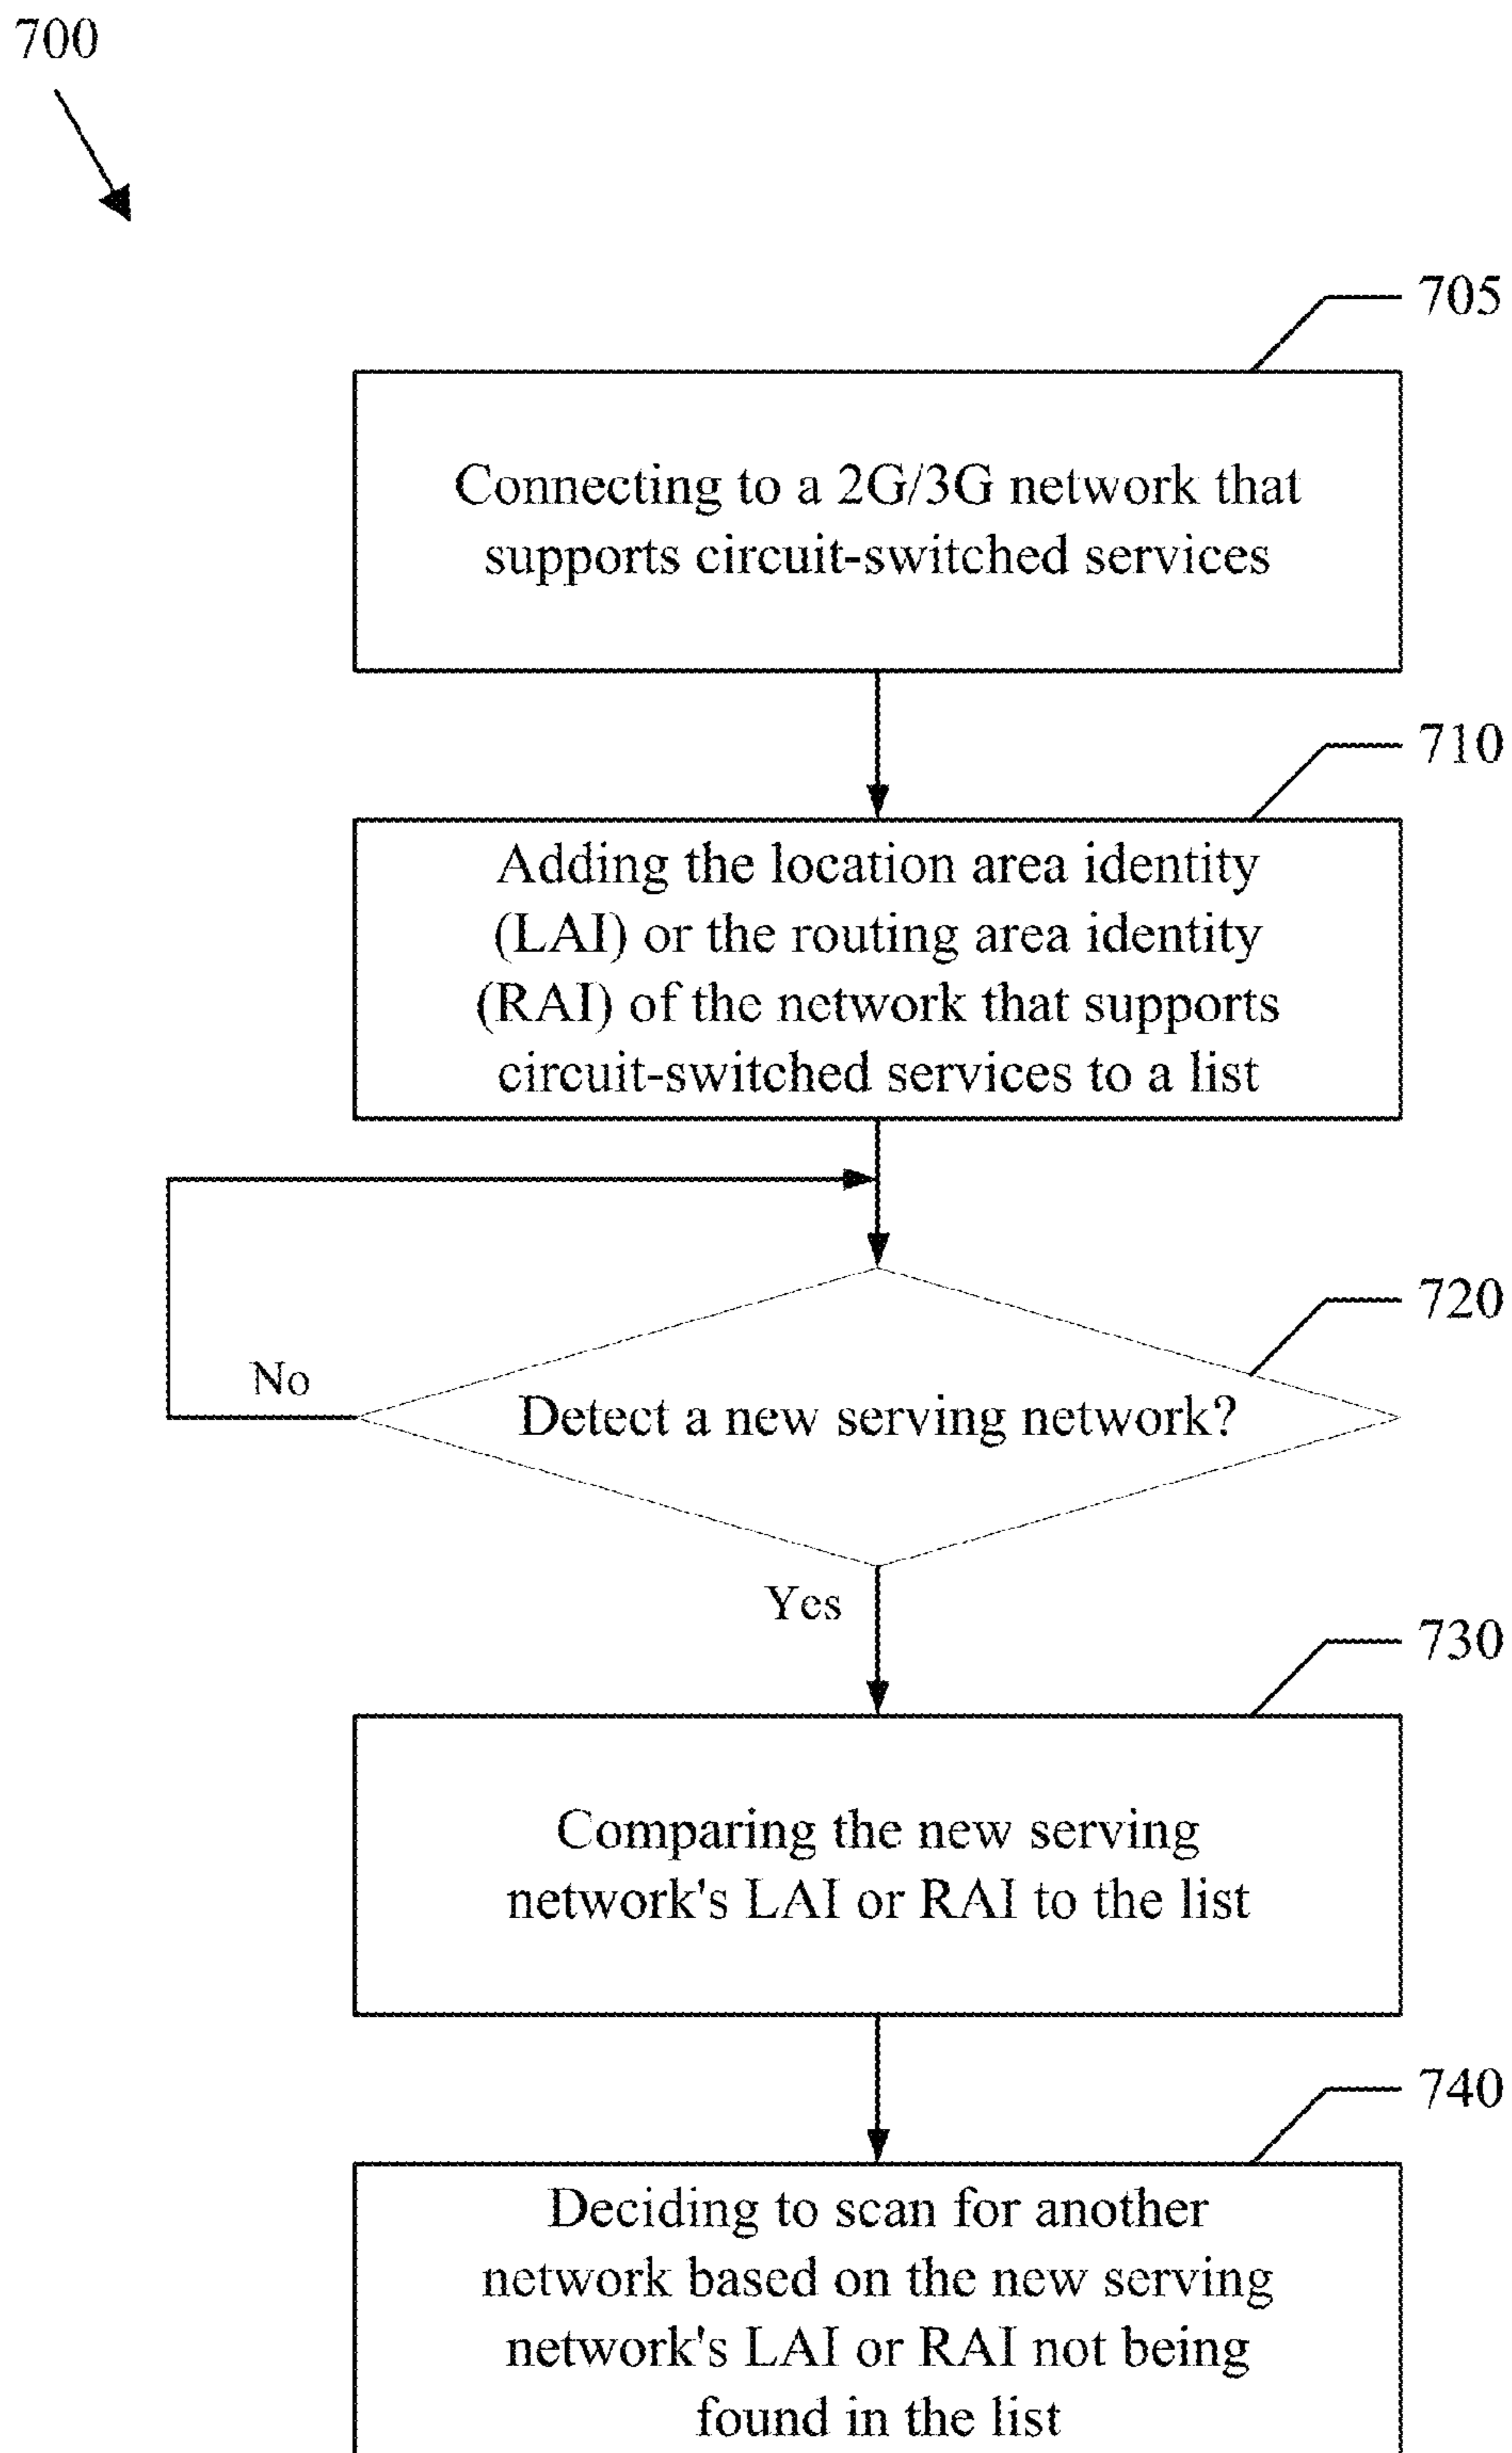 700
705
Connecting to a 2G/3G network that
supports circuit-switched services
710
Adding the location area identity
(LAI) or the routing area identity
(RAI) of the network that supports
circuit-switched services to a list
720
No
Detect a new serving network?
Yes
730
Comparing the new serving
network's LAI or RAI to the list
740
Deciding to scan for another
network based on the new serving
network's LAI or RAI not being
found in the list